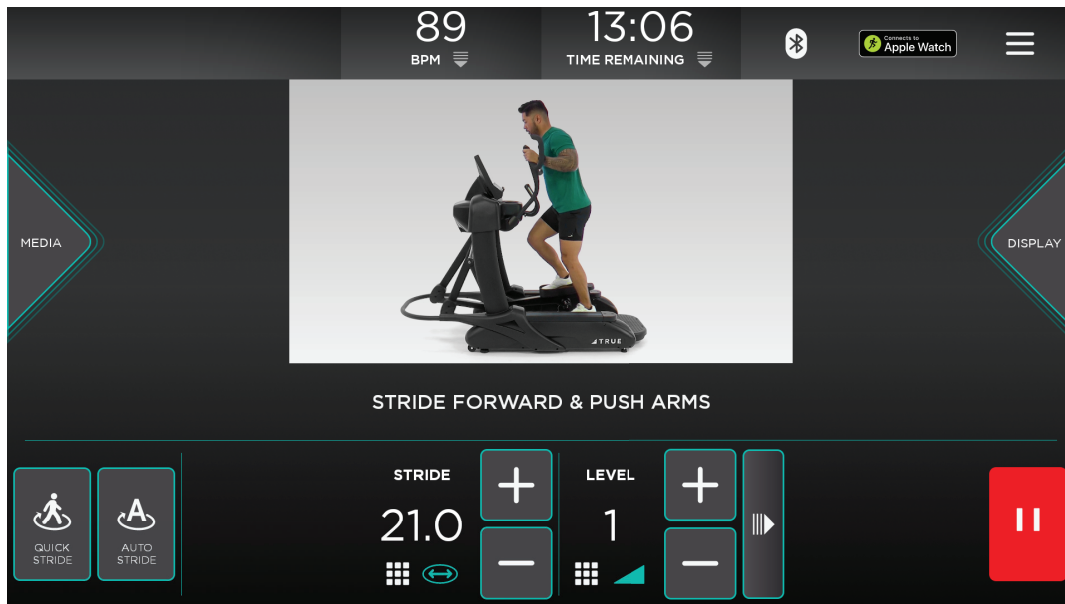 89
BPM
13:06
TIME REMAINING
Connects to
Apple Watch
MEDIA
DISPLAY
TRUE
STRIDE FORWARD & PUSH ARMS
QUICK
STRIDE
A
AUTO
STRIDE
STRIDE
21.0
LEVEL
1